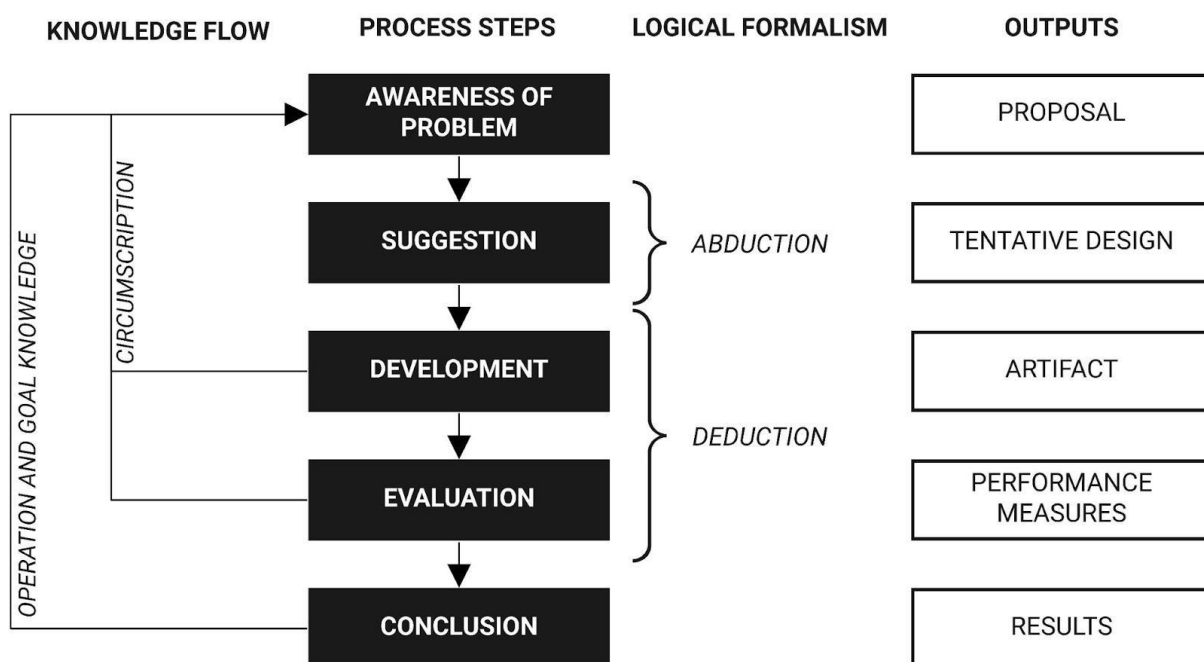 KNOWLEDGE FLOW
PROCESS STEPS
LOGICAL FORMALISM
OUTPUTS
AWARENESS OF
PROBLEM
PROPOSAL
SUGGESTION
ABDUCTION
TENTATIVE DESIGN
CIRCUMSCRIPTION
OPERATION AND GOAL KNOWLEDGE
DEVELOPMENT
ARTIFACT
DEDUCTION
EVALUATION
PERFORMANCE
MEASURES
CONCLUSION
RESULTS